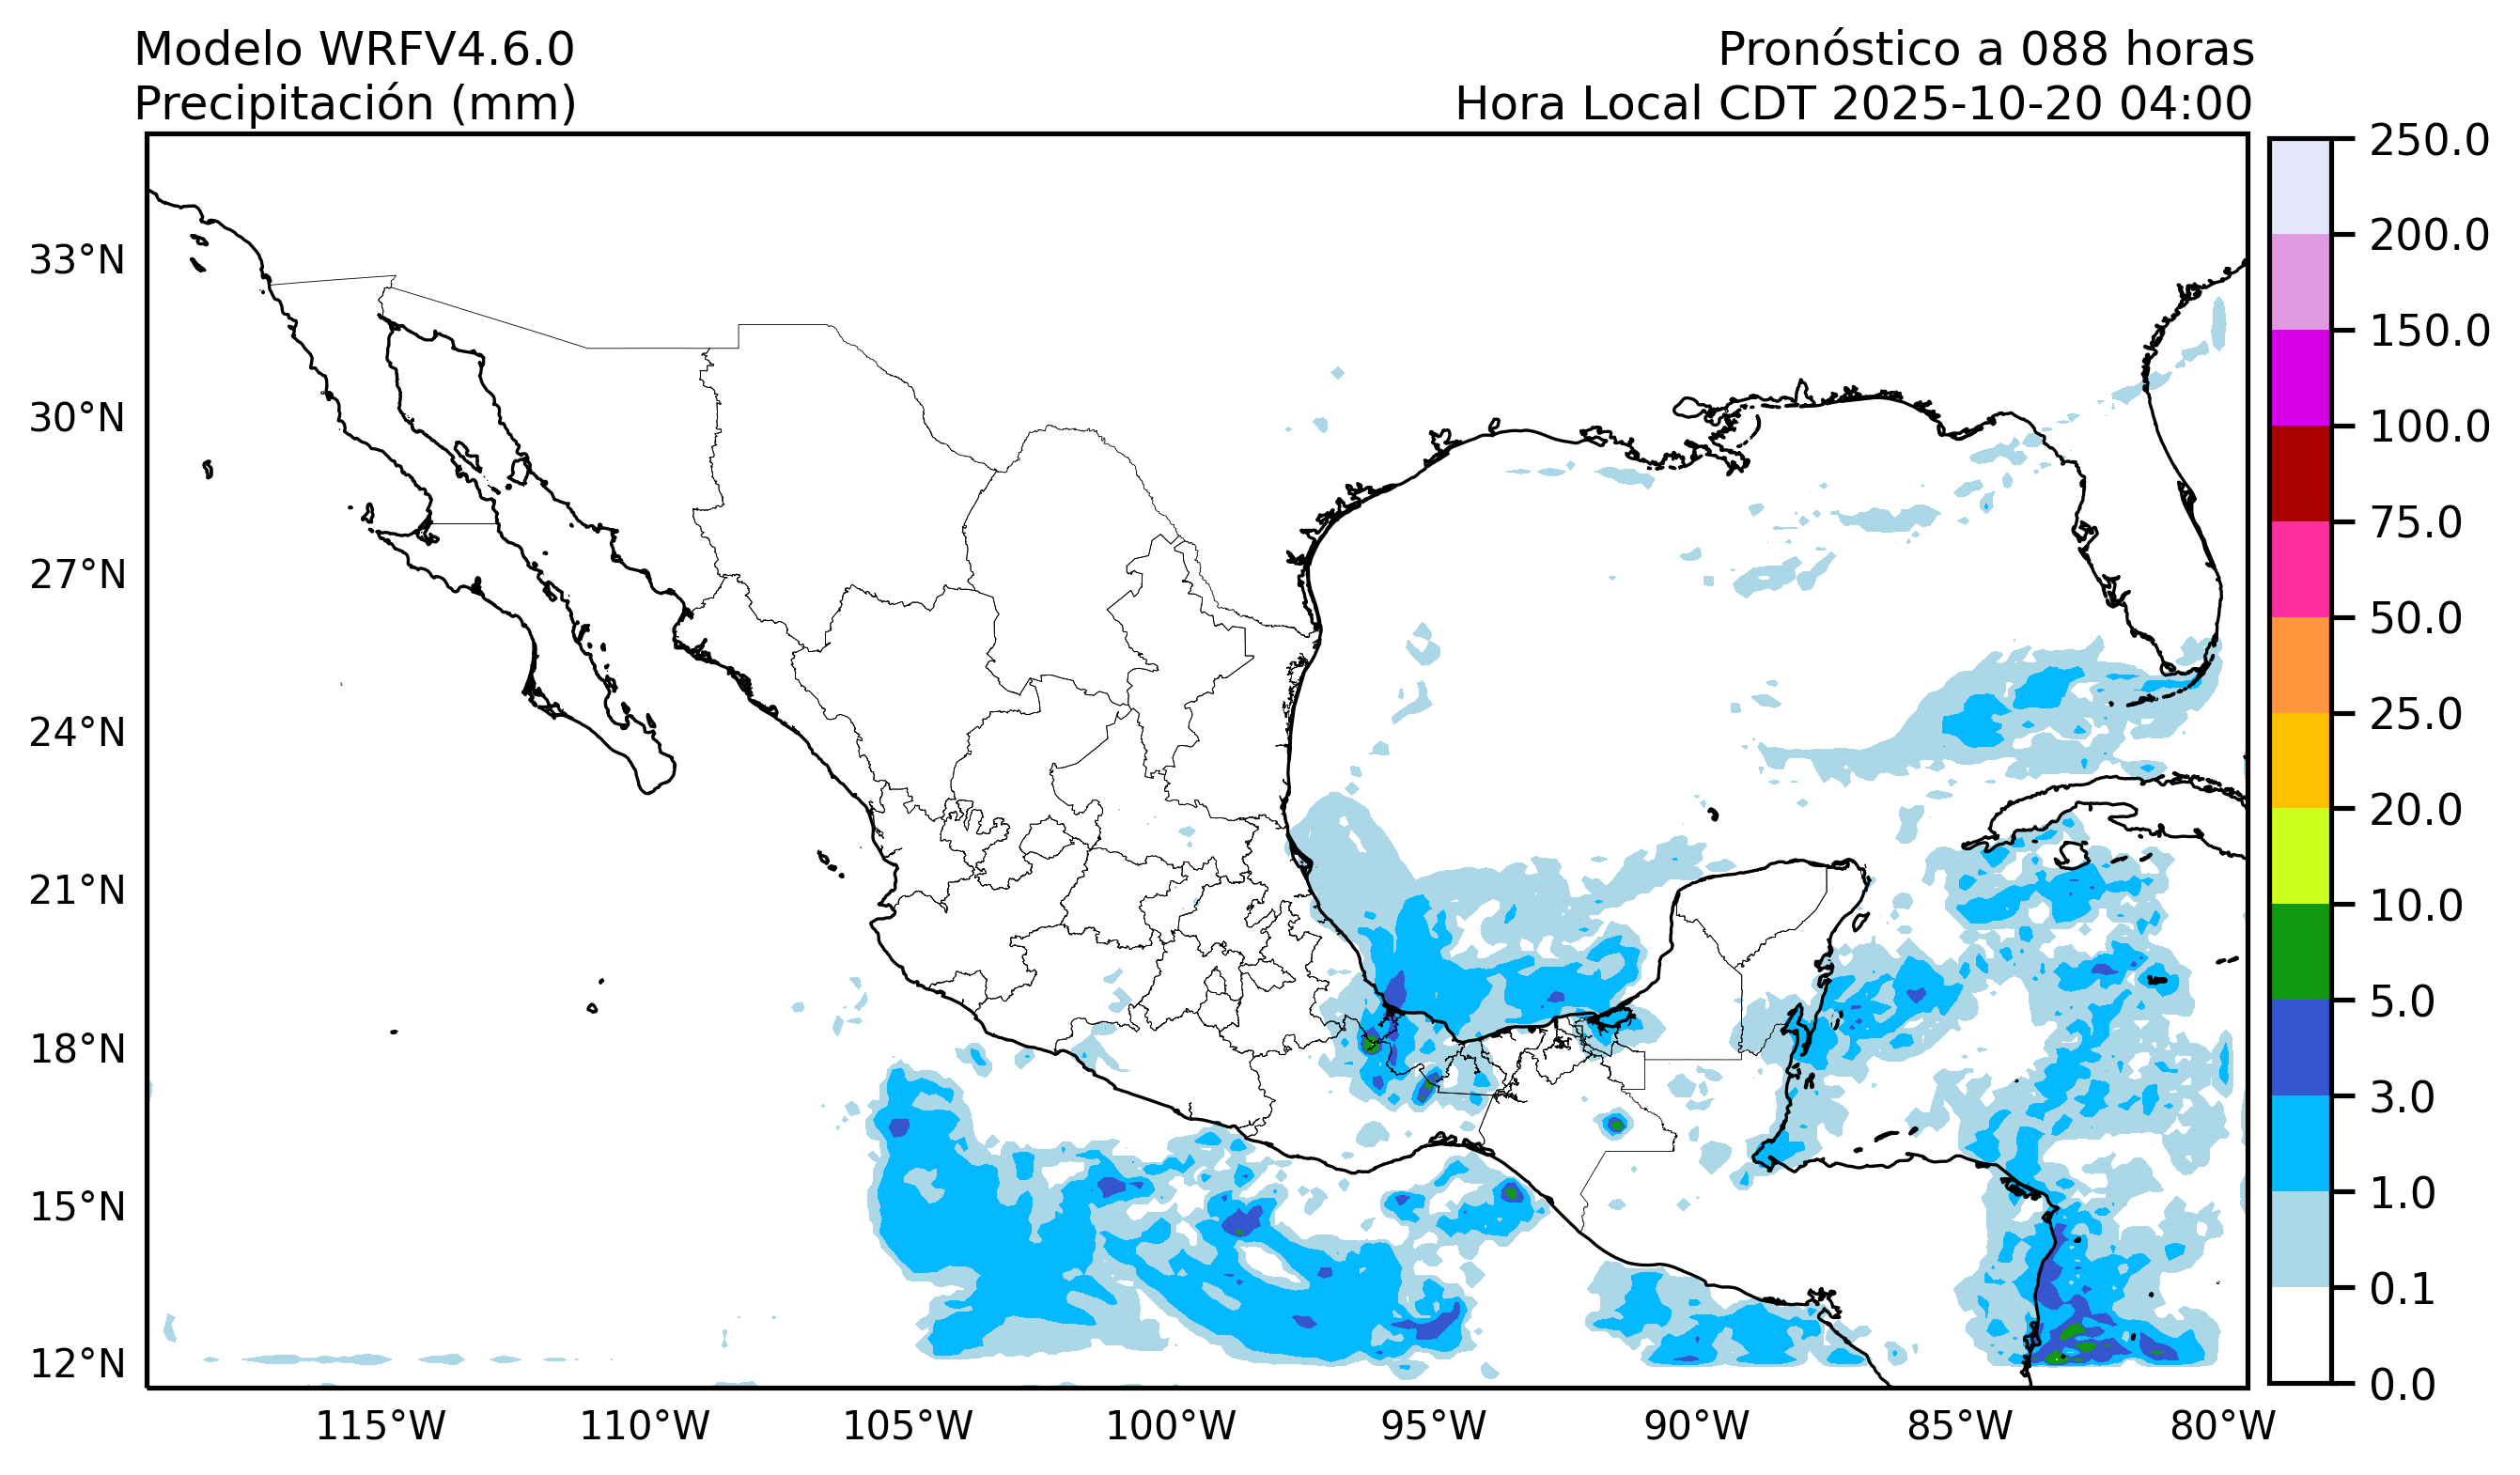 Modelo WRFV4.6.0
Precipitación (mm)
Pronóstico a 088 horas
Hora Local CDT 2025-10-20 04:00
33°N
30°N
27°N
24°N
21°N
18°N
15°N
12°N
115°W
110°W
105°W
100°W
95°W
90°W
85°W
80°W
250.0
200.0
150.0
100.0
75.0
50.0
25.0
20.0
10.0
5.0
3.0
1.0
0.1
0.0